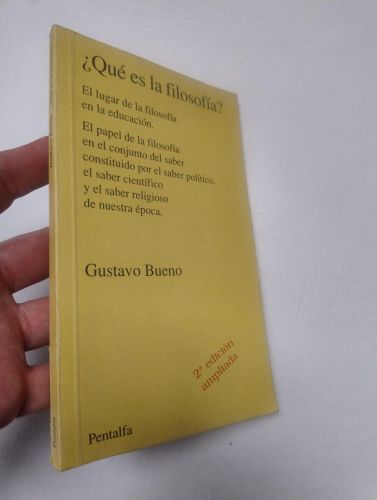 ¿Qué es la filosofía?
El lugar de la filosofía
en la educación.
El papel de la filosofía
en el conjunto del saber
constituido por el saber político,
el saber científico
y el saber religioso
de nuestra época.
Gustavo Bueno
2ª edición
ampliada
Pentalfa
Pentalfa